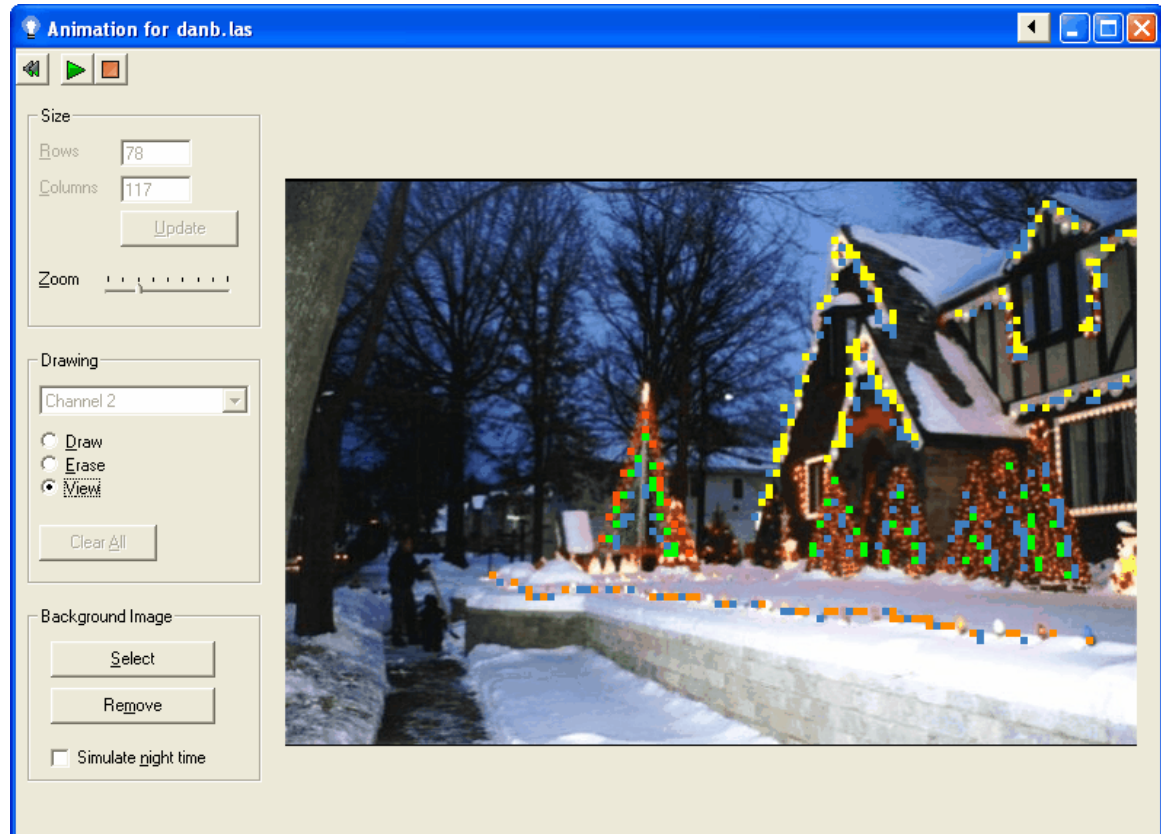 Animation for danb.las
Size
Rows 78
Columns 117
Update
Zoom
Drawing
Channel 2
Draw
Erase
View
Clear All
Background Image
Select
Remove
Simulate night time